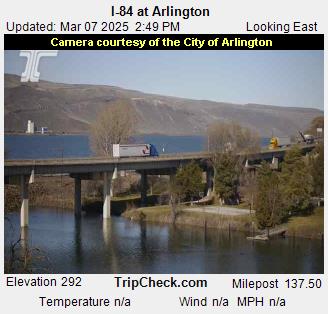 I-84 at Arlington
Updated: Mar 07 2025 2:49 PM Looking East
Camera courtesy of the City of Arlington
Elevation 292 TripCheck.com Milepost 137.50
Temperature n/a Wind n/a MPH n/a